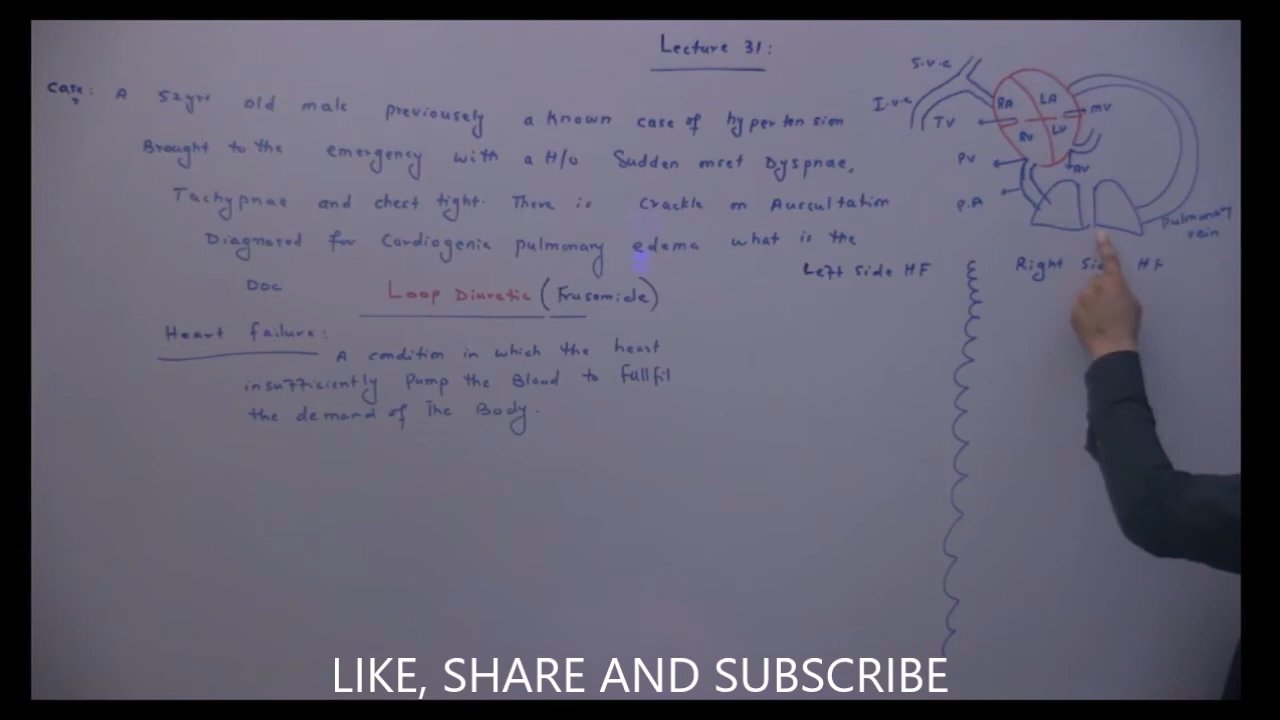 Lecture 31:
Case: A 52yrs old male previousely a known case of hypertension
Brought to the emergency with a H/o Sudden onset Dyspnae,
Tachypnae and chest tight. There is Crackle on Auscultation
Diagnosed for Cardiogenic pulmonary edema what is the
Doc Loop Diuretic (Frusemide)
Heart failure:
A condition in which the heart
insufficiently Pump the Blood to Fullfil
the demand of The Body.
S.v.c
I.v.c
RA LA
TV mv
RV LV
PV AV
P.A
Pulmonary
vein
Left Side HF Right Sid HF
LIKE, SHARE AND SUBSCRIBE